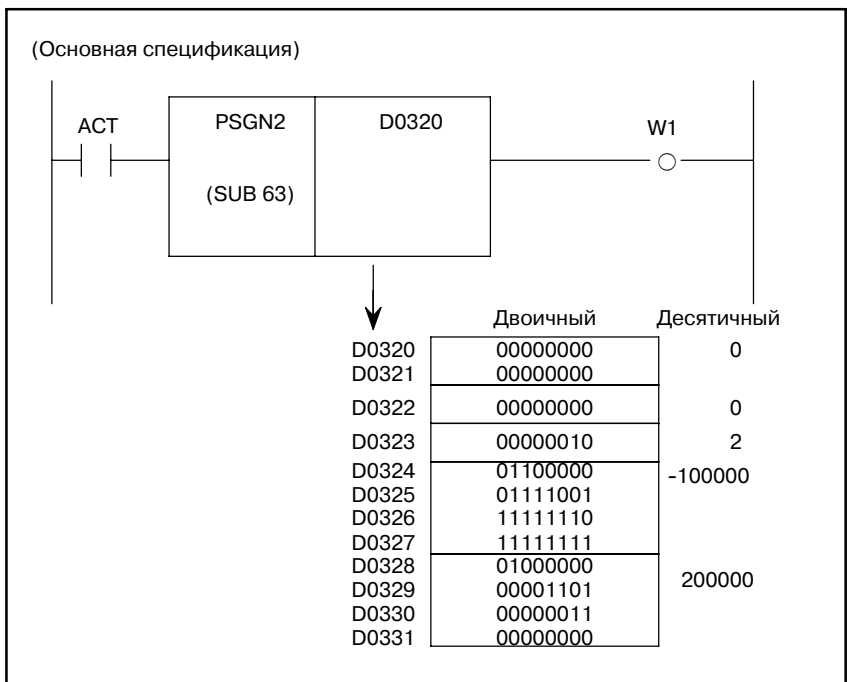 (Основная спецификация)
ACT
PSGN2 D0320
W1
(SUB 63)
Двоичный Десятичный
D0320 00000000 0
D0321 00000000
D0322 00000000 0
D0323 00000010 2
D0324 01100000 -100000
D0325 01111001
D0326 11111110
D0327 11111111
D0328 01000000
D0329 00001101 200000
D0330 00000011
D0331 00000000